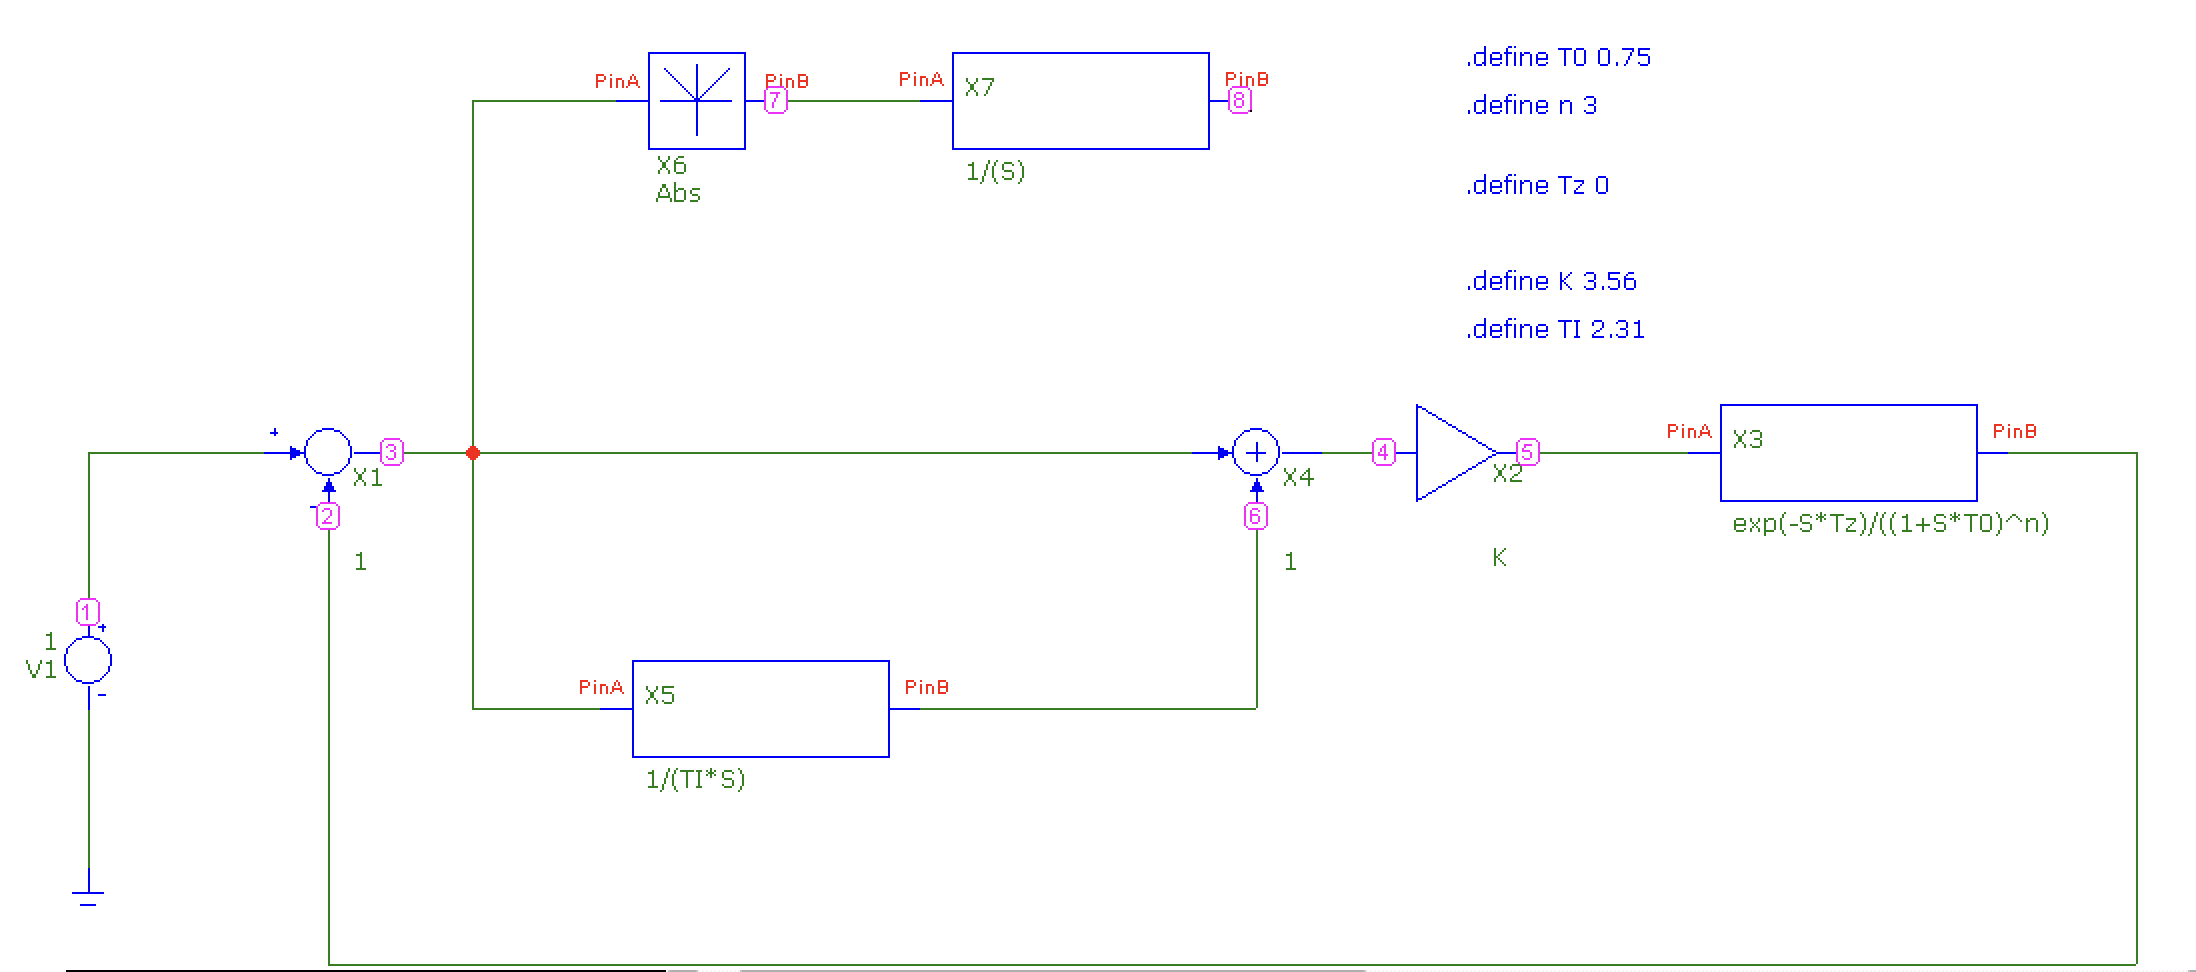 .define T0 0.75
.define n 3
.define Tz 0
.define K 3.56
.define TI 2.31
PinA
PinB
7
X6
Abs
PinA
X7
PinB
8
1/(S)
+
X1
3
-
2
1
+
X4
6
1
4
X2
5
K
PinA
X3
PinB
exp(-S*Tz)/((1+S*T0)^n)
1
+
1
V1
-
PinA
X5
PinB
1/(TI*S)